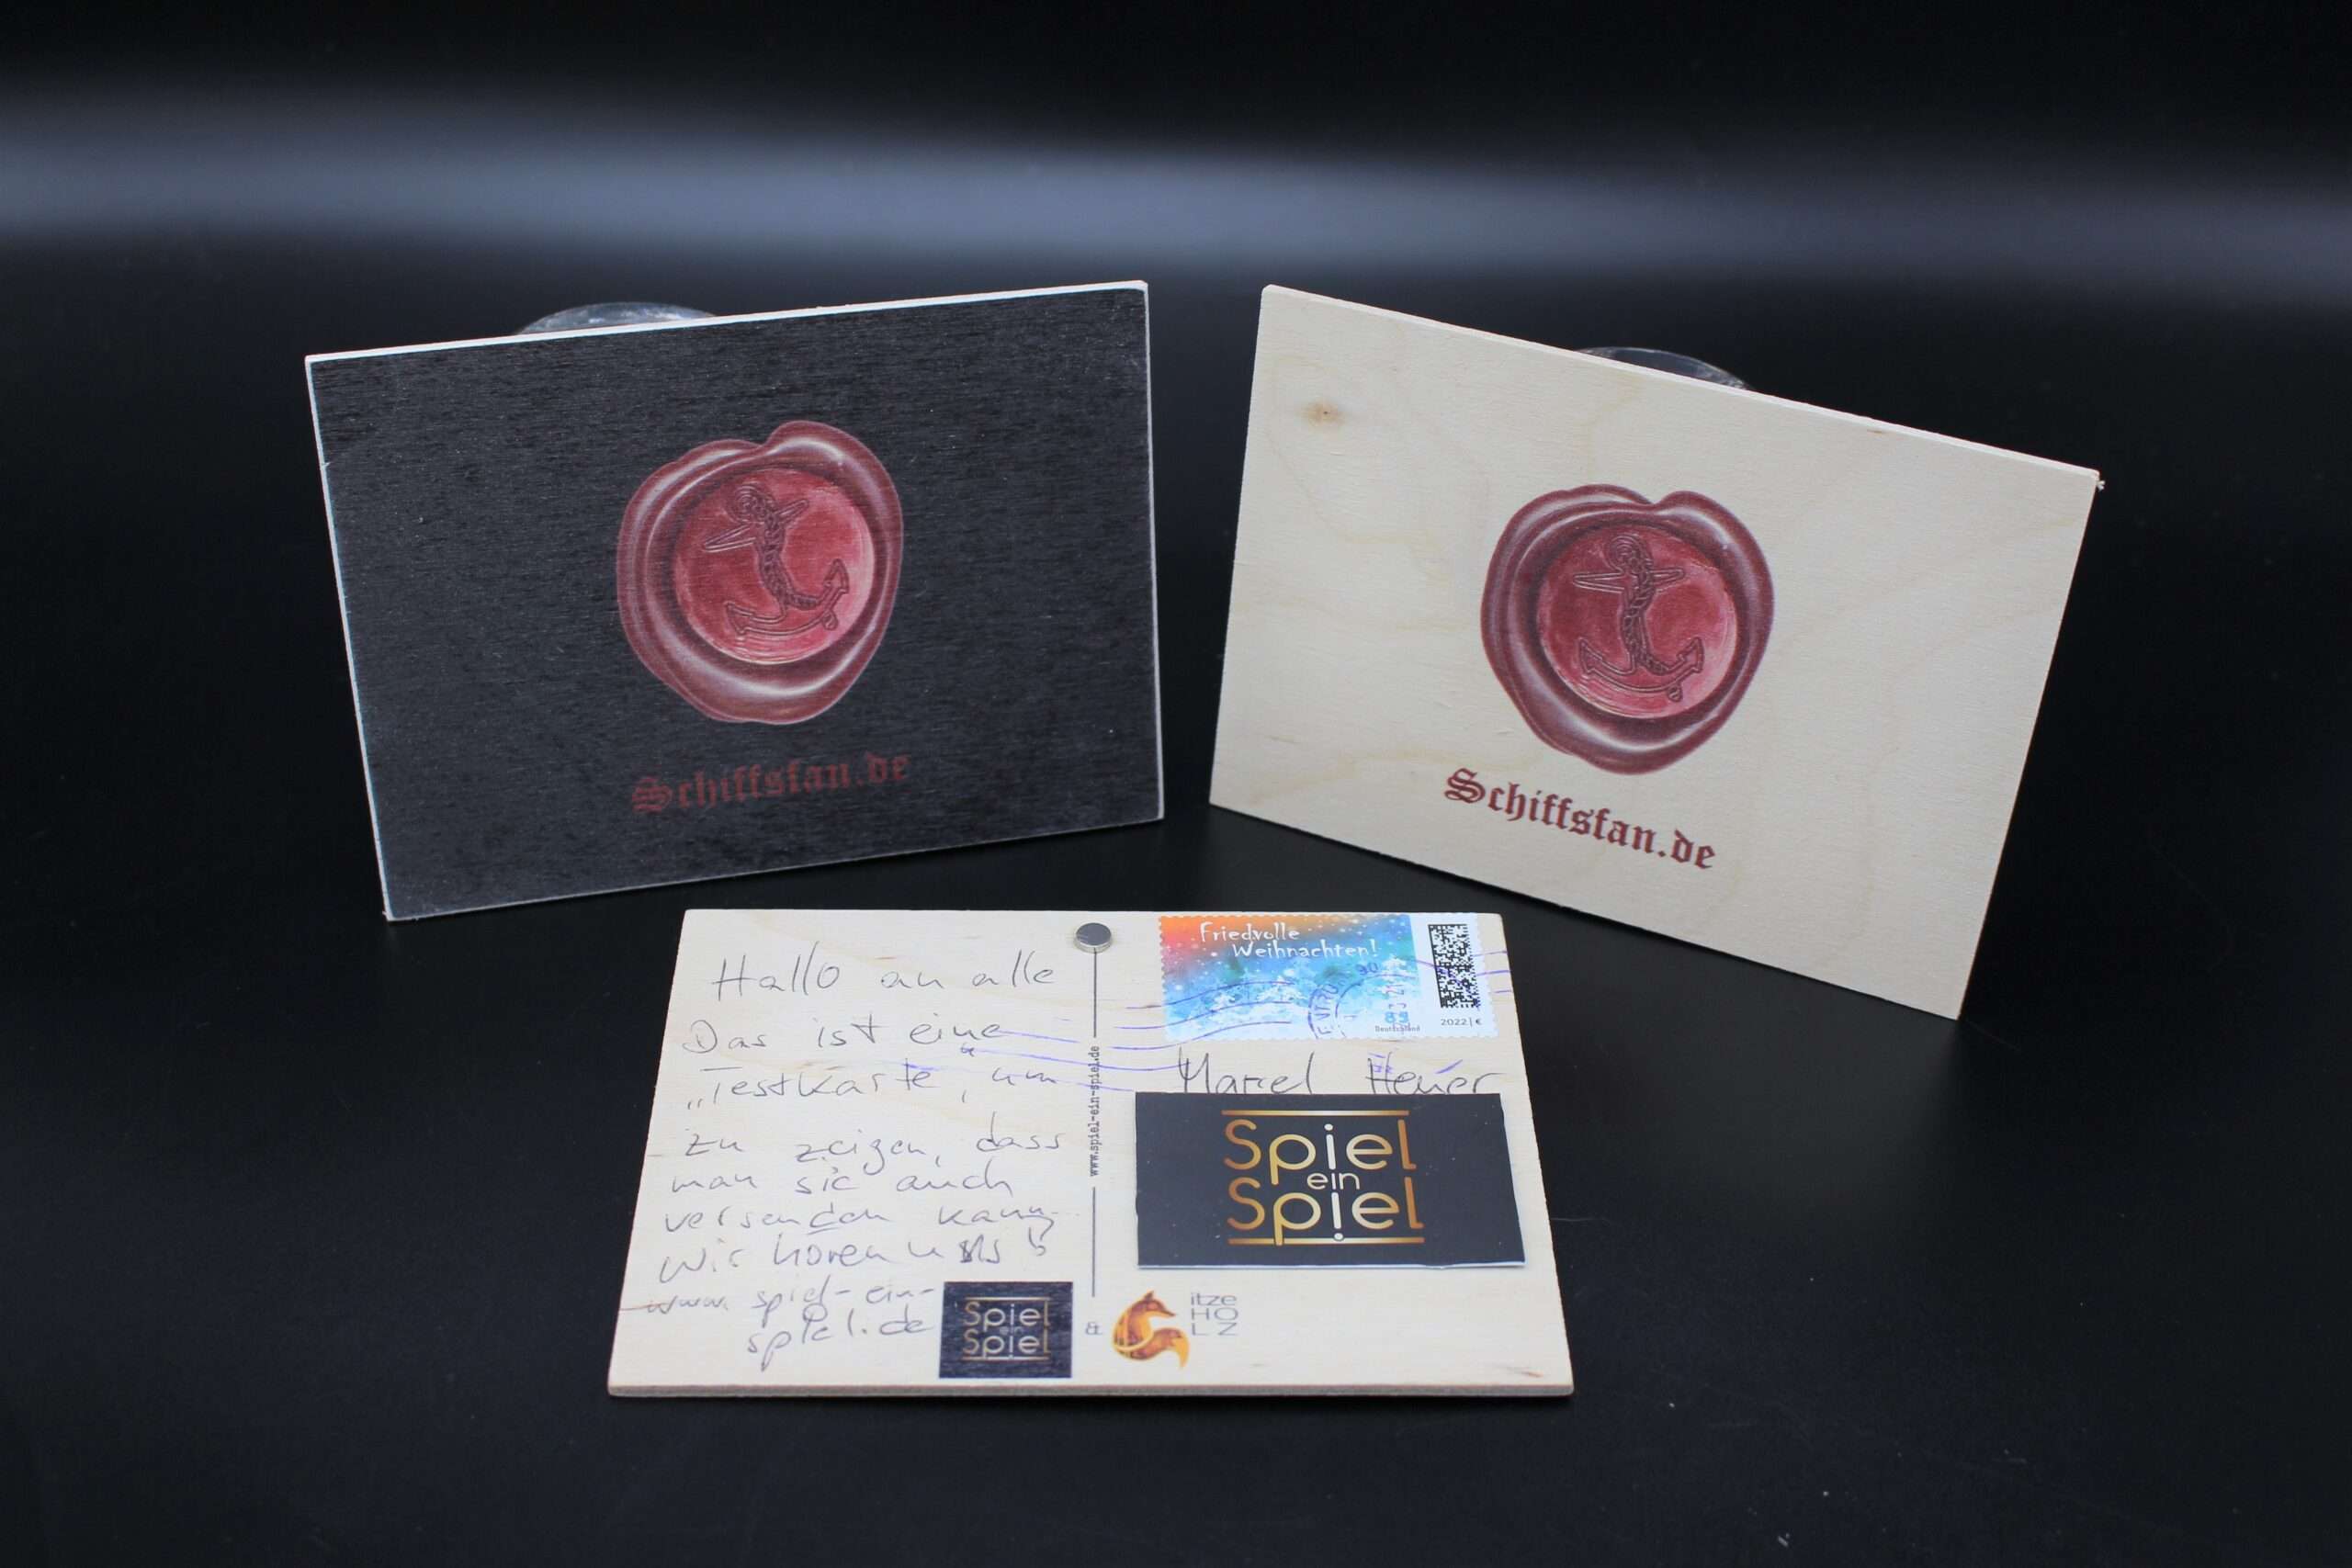 Schiffsfan.de
Schiffsfan.de
Hallo an alle
Das ist eine
"Testkarte", um
zu zeigen, dass
man sie auch
versenden kann.
Wir hören uns
www.spiel-ein-
spiel.de
www.spiel-ein-spiel.de
Friedvolle
Weihnachten!
85
Deutschland
2022 | €
Marcel Heuer
Spiel
ein
Spiel
Spiel
ein
Spiel
&
itze
HO
LZ